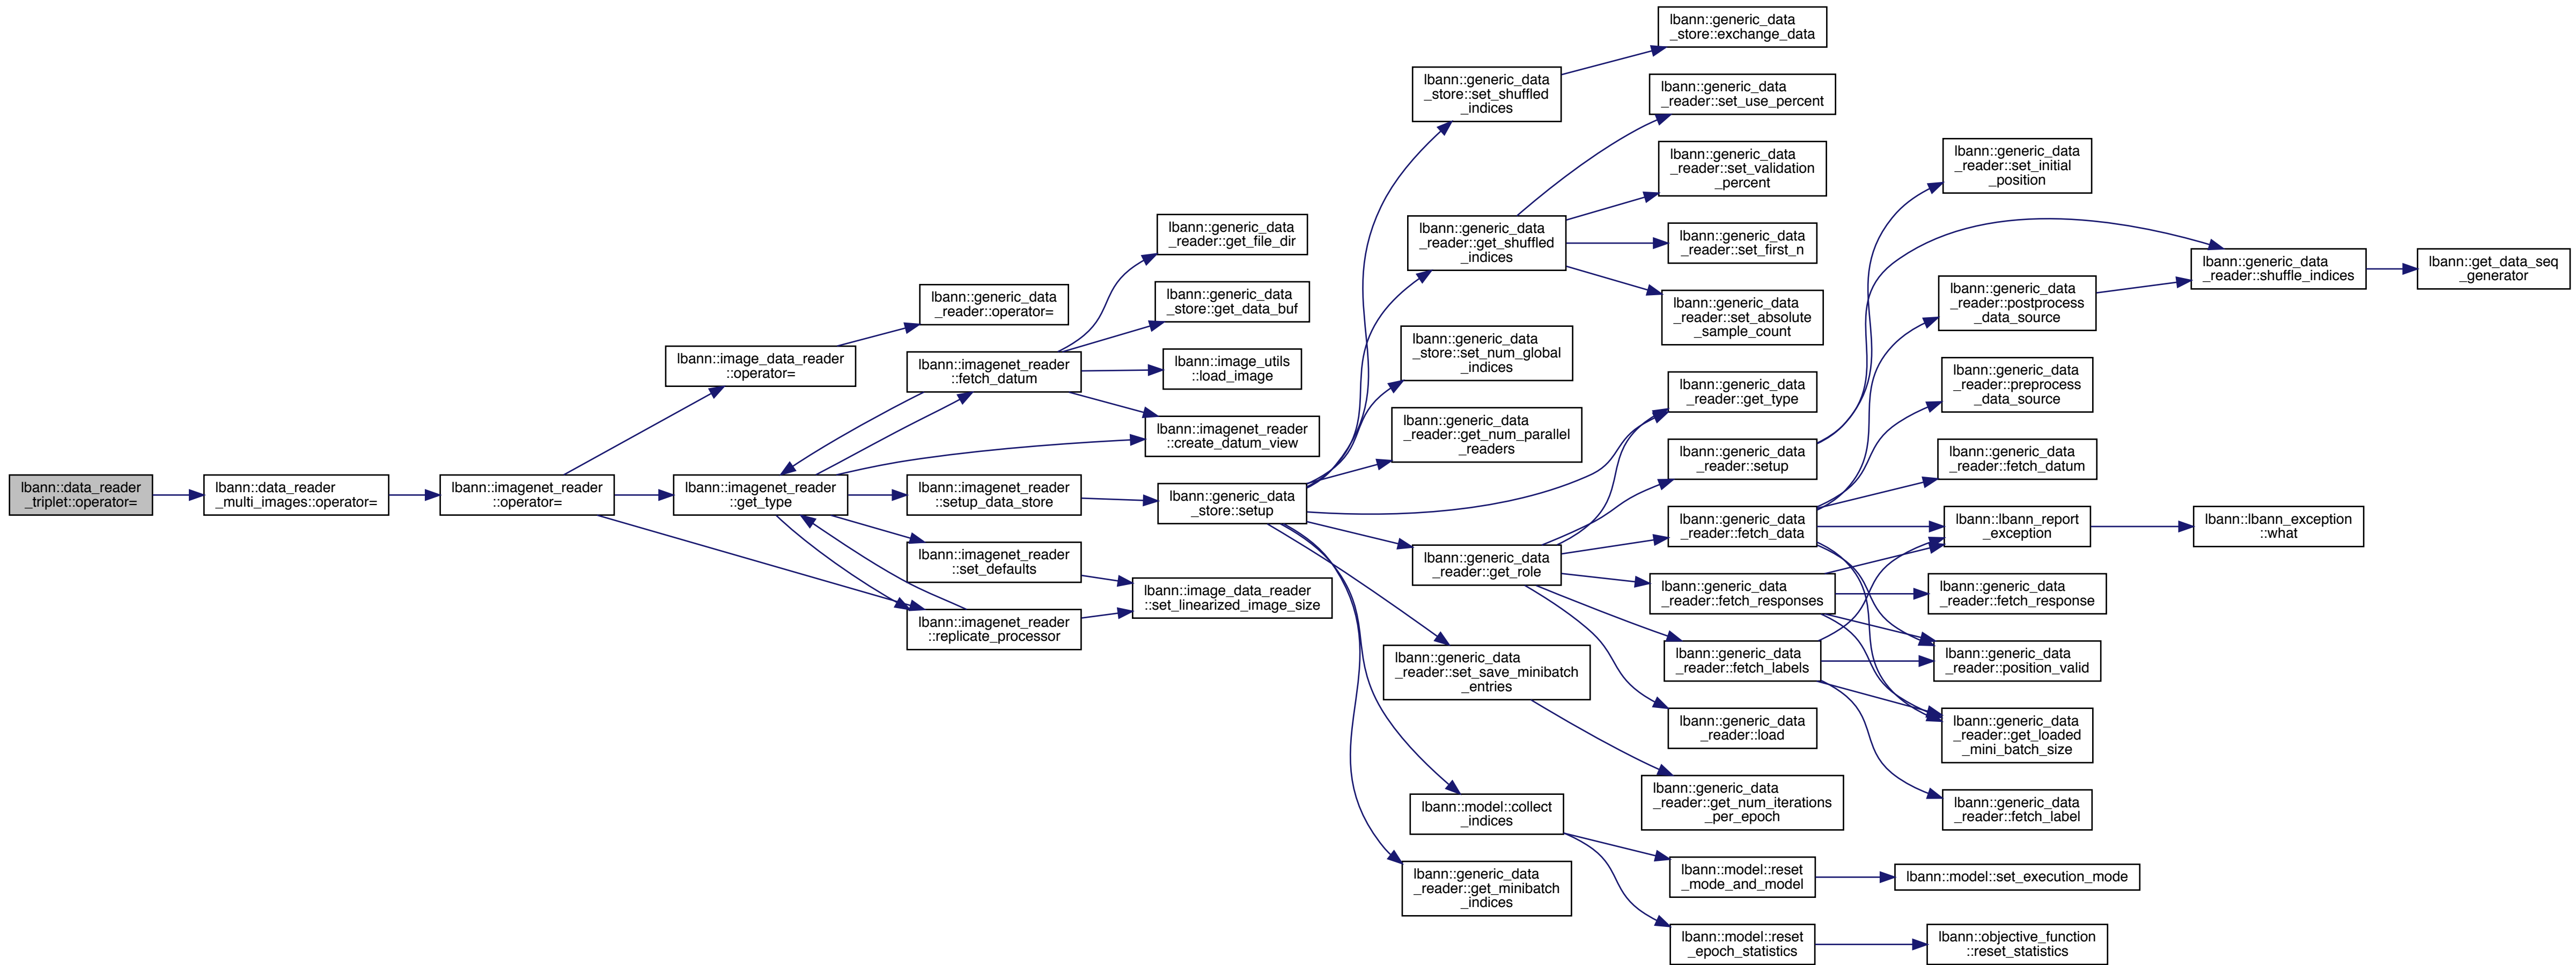 lbann::data_reader
_triplet::operator=
lbann::data_reader
_multi_images::operator=
lbann::imagenet_reader
::operator=
lbann::image_data_reader
::operator=
lbann::generic_data
_reader::operator=
lbann::imagenet_reader
::get_type
lbann::imagenet_reader
::fetch_datum
lbann::imagenet_reader
::setup_data_store
lbann::imagenet_reader
::set_defaults
lbann::imagenet_reader
::replicate_processor
lbann::generic_data
_reader::get_file_dir
lbann::generic_data
_store::get_data_buf
lbann::image_utils
::load_image
lbann::imagenet_reader
::create_datum_view
lbann::generic_data
_store::setup
lbann::image_data_reader
::set_linearized_image_size
lbann::generic_data
_store::set_shuffled
_indices
lbann::generic_data
_reader::get_shuffled
_indices
lbann::generic_data
_store::set_num_global
_indices
lbann::generic_data
_reader::get_num_parallel
_readers
lbann::generic_data
_reader::get_role
lbann::generic_data
_reader::set_save_minibatch
_entries
lbann::model::collect
_indices
lbann::generic_data
_reader::get_minibatch
_indices
lbann::generic_data
_store::exchange_data
lbann::generic_data
_reader::set_use_percent
lbann::generic_data
_reader::set_validation
_percent
lbann::generic_data
_reader::set_first_n
lbann::generic_data
_reader::set_absolute
_sample_count
lbann::generic_data
_reader::get_type
lbann::generic_data
_reader::setup
lbann::generic_data
_reader::fetch_data
lbann::generic_data
_reader::fetch_responses
lbann::generic_data
_reader::fetch_labels
lbann::generic_data
_reader::load
lbann::generic_data
_reader::get_num_iterations
_per_epoch
lbann::model::reset
_mode_and_model
lbann::model::reset
_epoch_statistics
lbann::generic_data
_reader::set_initial
_position
lbann::generic_data
_reader::postprocess
_data_source
lbann::generic_data
_reader::preprocess
_data_source
lbann::generic_data
_reader::fetch_datum
lbann::lbann_report
_exception
lbann::generic_data
_reader::fetch_response
lbann::generic_data
_reader::position_valid
lbann::generic_data
_reader::get_loaded
_mini_batch_size
lbann::generic_data
_reader::fetch_label
lbann::model::set_execution_mode
lbann::objective_function
::reset_statistics
lbann::generic_data
_reader::shuffle_indices
lbann::lbann_exception
::what
lbann::get_data_seq
_generator